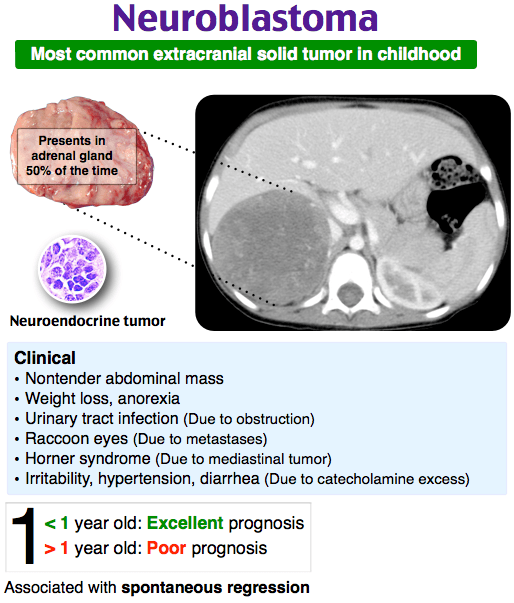 Neuroblastoma
Most common extracranial solid tumor in childhood
Presents in
adrenal gland
50% of the time
Neuroendocrine tumor
Clinical
• Nontender abdominal mass
• Weight loss, anorexia
• Urinary tract infection (Due to obstruction)
• Raccoon eyes (Due to metastases)
• Horner syndrome (Due to mediastinal tumor)
• Irritability, hypertension, diarrhea (Due to catecholamine excess)
1
< 1 year old: Excellent prognosis
> 1 year old: Poor prognosis
Associated with spontaneous regression